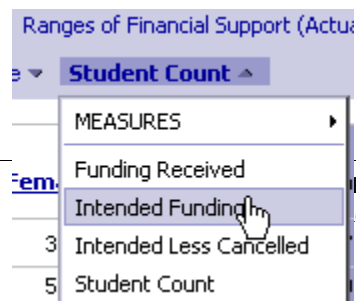 Ranges of Financial Support (Actua
e Student Count
MEASURES
Funding Received
Fem
Intended Funding
3 Intended Less Cancelled
5 Student Count